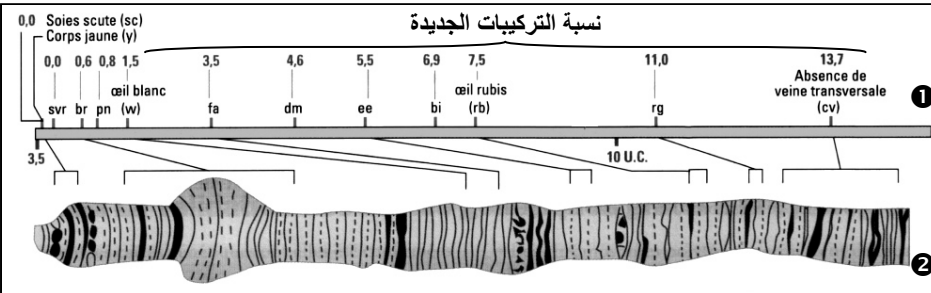 نسبة التركيبات الجديدة
0,0 Soies scute (sc)
Corps jaune (y)
0,0 0,6 0,8 1,5 3,5 4,6 5,5 6,9 7,5 11,0 13,7
svr br pn œil blanc (w) fa dm ee bi œil rubis (rb) rg Absence de veine transversale (cv)
1
3,5 10 U.C.
2